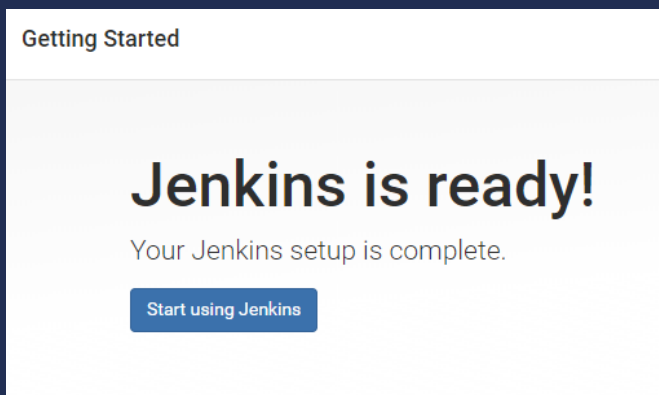 Getting Started
Jenkins is ready!
Your Jenkins setup is complete.
Start using Jenkins